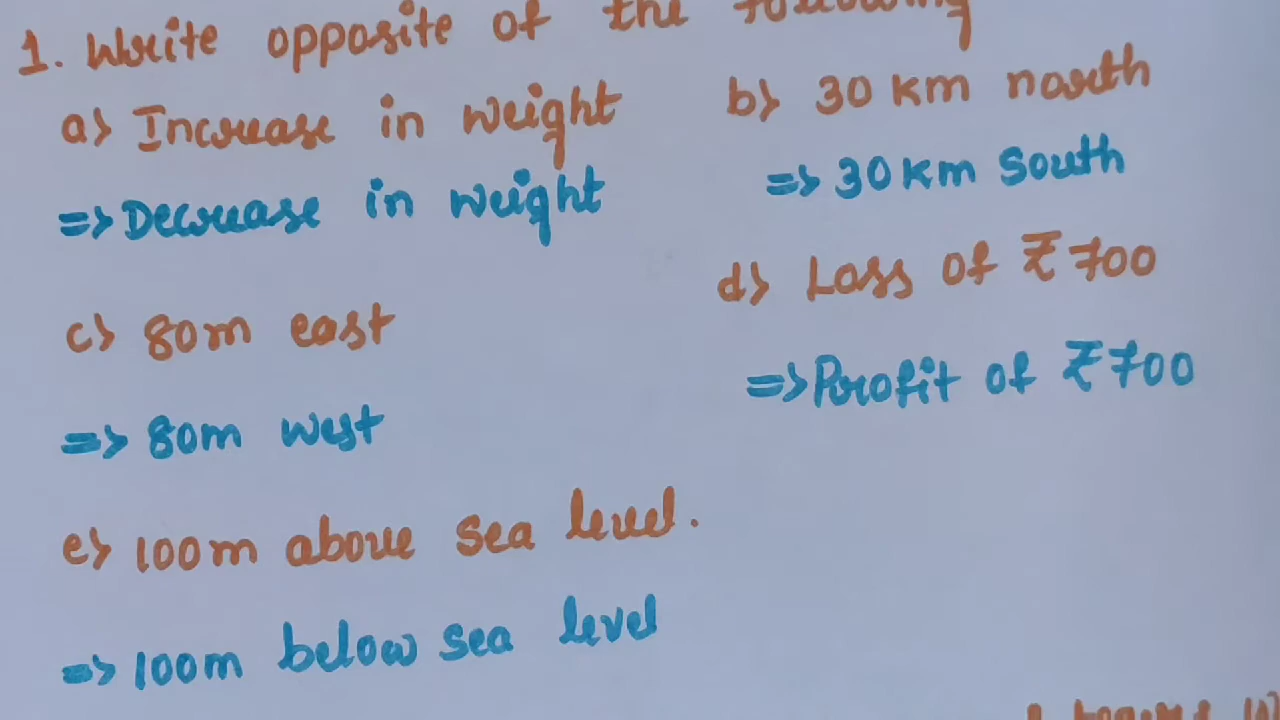 1. Write opposite of the following
a) Increase in weight
=> Decrease in weight
b) 30 km north
=> 30 km south
c) 80m east
=> 80m west
d) Loss of ₹700
=> Profit of ₹700
e) 100m above sea level.
=> 100m below sea level